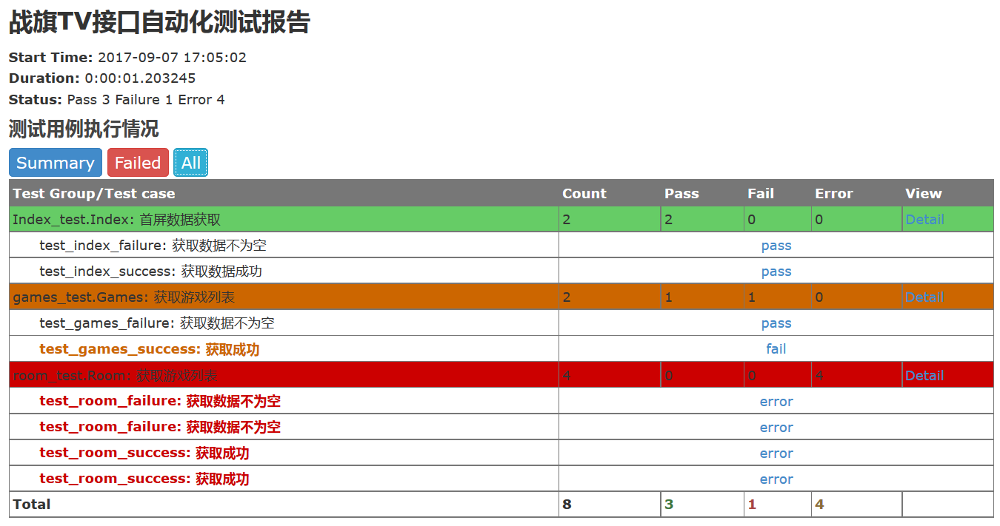 战旗TV接口自动化测试报告
Start Time: 2017-09-07 17:05:02
Duration: 0:00:01.203245
Status: Pass 3 Failure 1 Error 4
测试用例执行情况
Summary Failed All
Test Group/Test case Count Pass Fail Error View
Index_test.Index: 首屏数据获取 2 2 0 0 Detail
test_index_failure: 获取数据不为空 pass
test_index_success: 获取数据成功 pass
games_test.Games: 获取游戏列表 2 1 1 0 Detail
test_games_failure: 获取数据不为空 pass
test_games_success: 获取成功 fail
room_test.Room: 获取游戏列表 4 0 0 4 Detail
test_room_failure: 获取数据不为空 error
test_room_failure: 获取数据不为空 error
test_room_success: 获取成功 error
test_room_success: 获取成功 error
Total 8 3 1 4